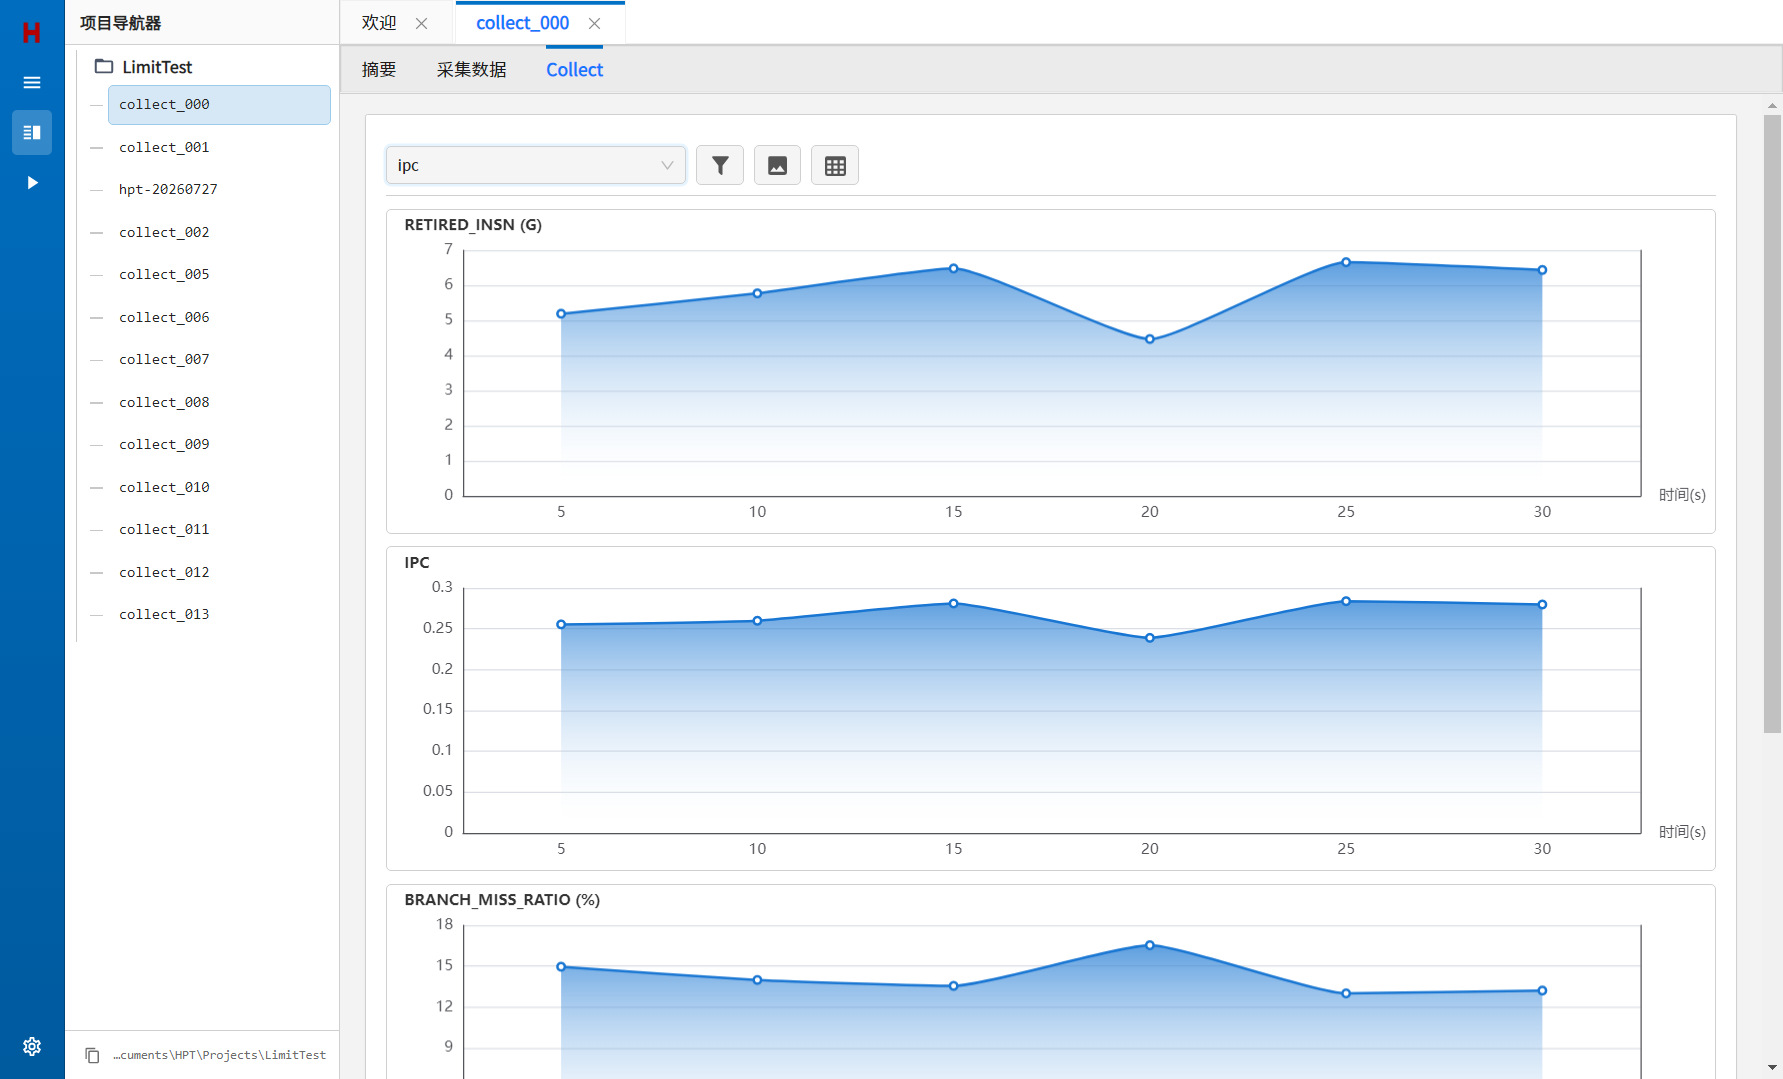 H
项目导航器
欢迎
collect_000
LimitTest
collect_000
collect_001
hpt-20260727
collect_002
collect_005
collect_006
collect_007
collect_008
collect_009
collect_010
collect_011
collect_012
collect_013
…cuments\HPT\Projects\LimitTest
摘要
采集数据
Collect
ipc
RETIRED_INSN (G)
7
6
5
4
3
2
1
0
5
10
15
20
25
30
时间(s)
IPC
0.3
0.25
0.2
0.15
0.1
0.05
0
5
10
15
20
25
30
时间(s)
BRANCH_MISS_RATIO (%)
18
15
12
9